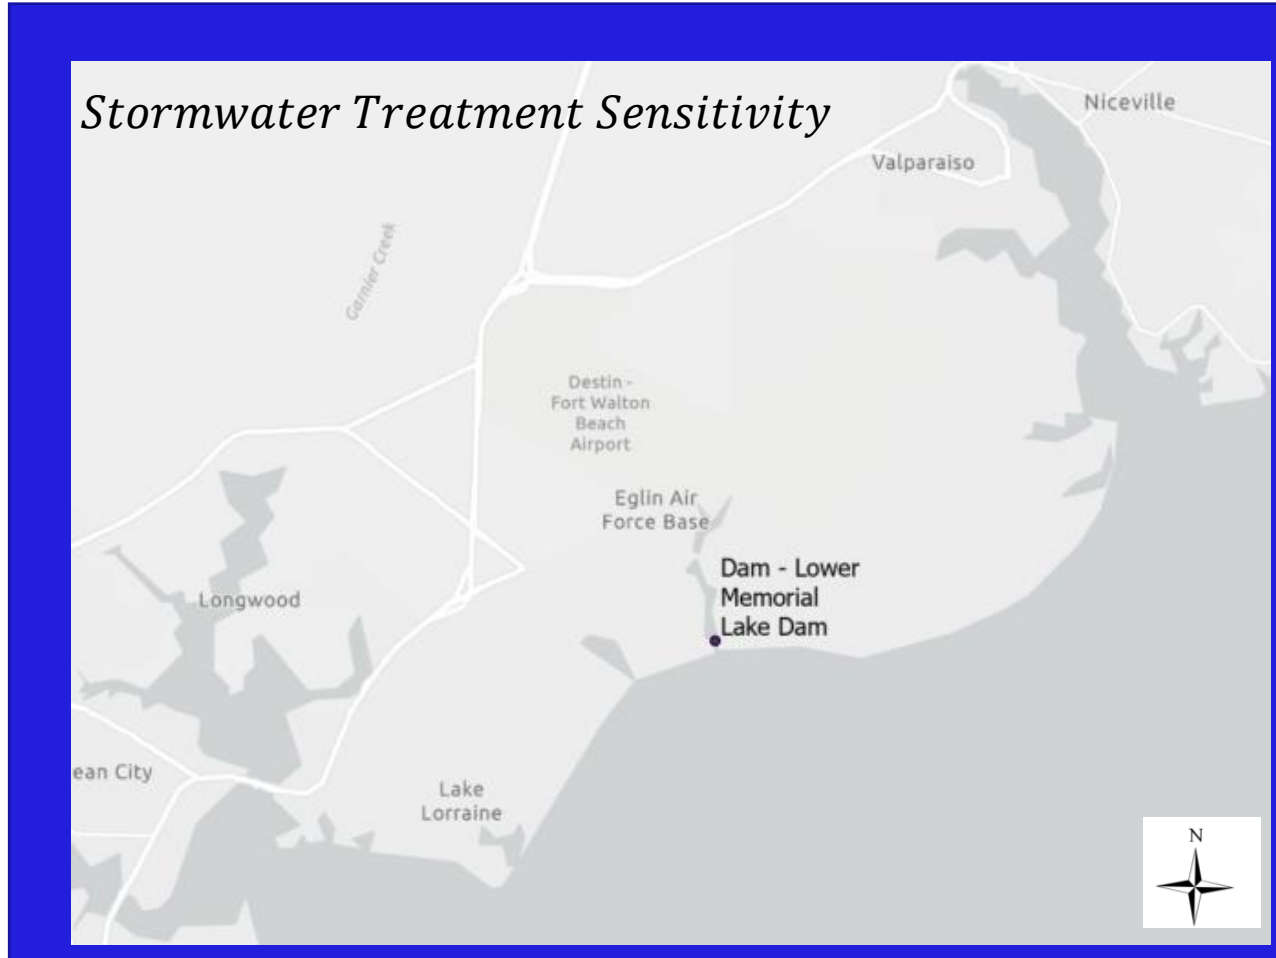 Stormwater Treatment Sensitivity
Niceville
Valparaiso
Garnier Creek
Destin -
Fort Walton
Beach
Airport
Eglin Air
Force Base
Dam - Lower
Memorial
Lake Dam
Longwood
ean City
Lake
Lorraine
N